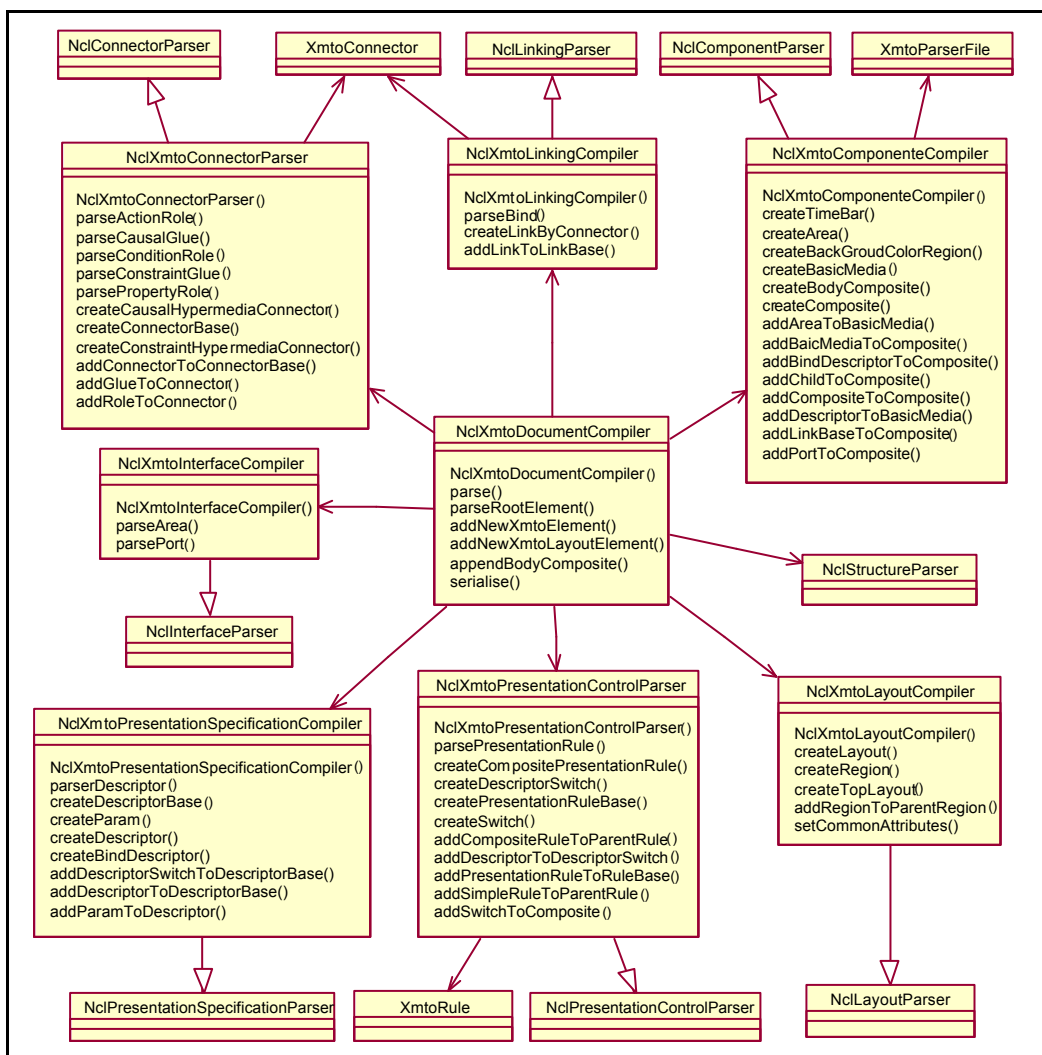 NclConnectorParser
XmtoConnector
NclLinkingParser
NclComponentParser
XmtoParserFile
NclXmtoConnectorParser
NclXmtoConnectorParser()
parseActionRole()
parseCausalGlue()
parseConditionRole()
parseConstraintGlue()
parsePropertyRole()
createCausalHypermediaConnector()
createConnectorBase()
createConstraintHypermediaConnector()
addConnectorToConnectorBase()
addGlueToConnector()
addRoleToConnector()
NclXmtoLinkingCompiler
NclXmtoLinkingCompiler()
parseBind()
createLinkByConnector()
addLinkToLinkBase()
NclXmtoComponenteCompiler
NclXmtoComponenteCompiler()
createTimeBar()
createArea()
createBackGroudColorRegion()
createBasicMedia()
createBodyComposite()
createComposite()
addAreaToBasicMedia()
addBaicMediaToComposite()
addBindDescriptorToComposite()
addChildToComposite()
addCompositeToComposite()
addDescriptorToBasicMedia()
addLinkBaseToComposite()
addPortToComposite()
NclXmtoDocumentCompiler
NclXmtoDocumentCompiler()
parse()
parseRootElement()
addNewXmtoElement()
addNewXmtoLayoutElement()
appendBodyComposite()
serialise()
NclXmtoInterfaceCompiler
NclXmtoInterfaceCompiler()
parseArea()
parsePort()
NclStructureParser
NclInterfaceParser
NclXmtoPresentationSpecificationCompiler
NclXmtoPresentationSpecificationCompiler()
parserDescriptor()
createDescriptorBase()
createParam()
createDescriptor()
createBindDescriptor()
addDescriptorSwitchToDescriptorBase()
addDescriptorToDescriptorBase()
addParamToDescriptor()
NclXmtoPresentationControlParser
NclXmtoPresentationControlParser()
parsePresentationRule()
createCompositePresentationRule()
createDescriptorSwitch()
createPresentationRuleBase()
createSwitch()
addCompositeRuleToParentRule()
addDescriptorToDescriptorSwitch()
addPresentationRuleToRuleBase()
addSimpleRuleToParentRule()
addSwitchToComposite()
NclXmtoLayoutCompiler
NclXmtoLayoutCompiler()
createLayout()
createRegion()
createTopLayout()
addRegionToParentRegion()
setCommonAttributes()
NclPresentationSpecificationParser
XmtoRule
NclPresentationControlParser
NclLayoutParser